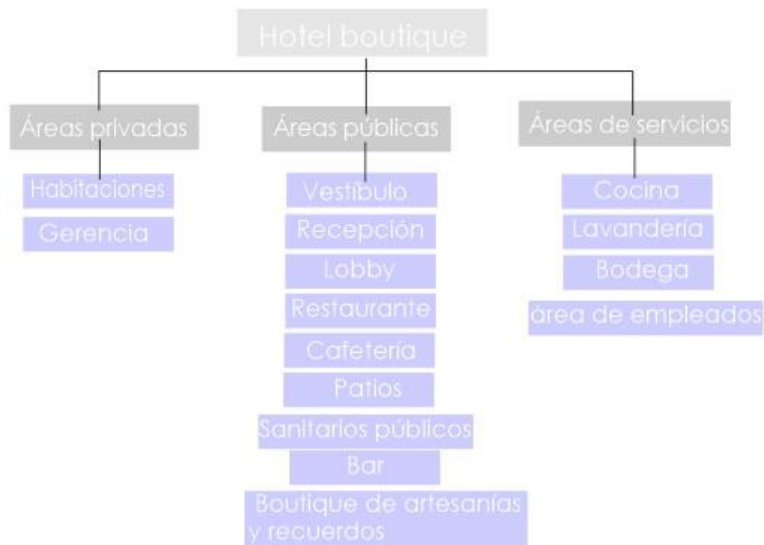 Hotel boutique
Áreas privadas
Habitaciones
Gerencia
Áreas públicas
Vestíbulo
Recepción
Lobby
Restaurante
Cafetería
Patios
Sanitarios públicos
Bar
Boutique de artesanías
y recuerdos
Áreas de servicios
Cocina
Lavandería
Bodega
área de empleados